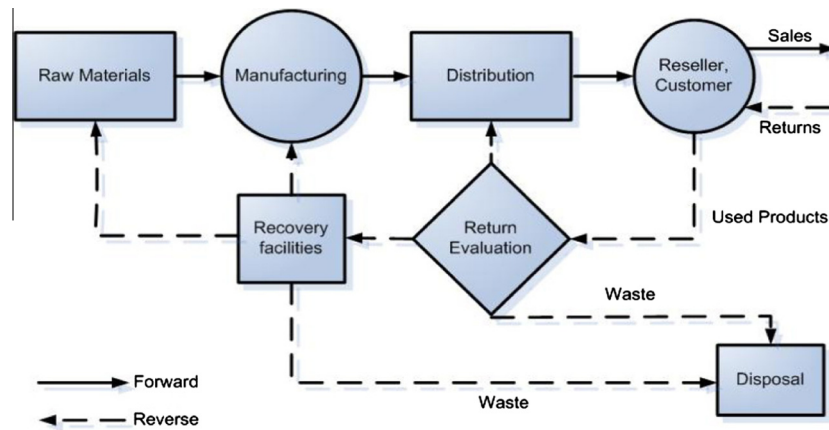 Raw Materials
Manufacturing
Distribution
Reseller,
Customer
Sales
Returns
Recovery
facilities
Return
Evaluation
Used Products
Waste
Disposal
Waste
Forward
Reverse